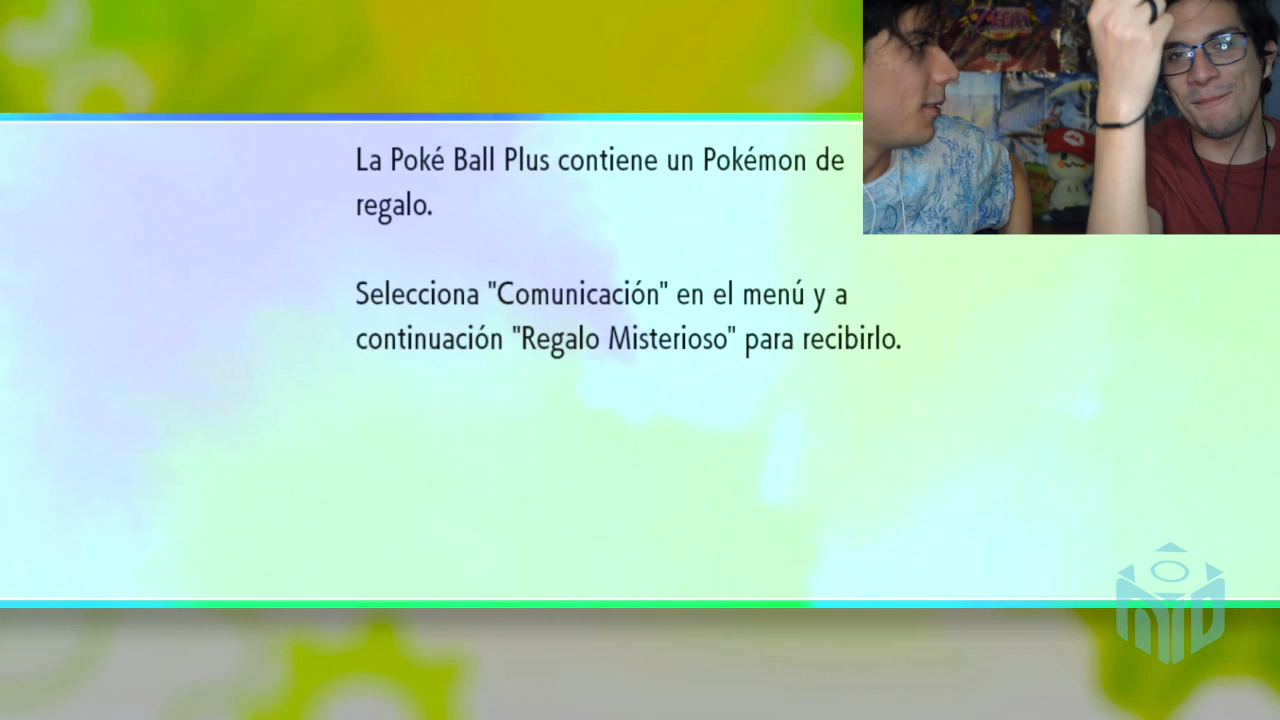 La Poké Ball Plus contiene un Pokémon de
regalo.
Selecciona "Comunicación" en el menú y a
continuación "Regalo Misterioso" para recibirlo.
ZELDA